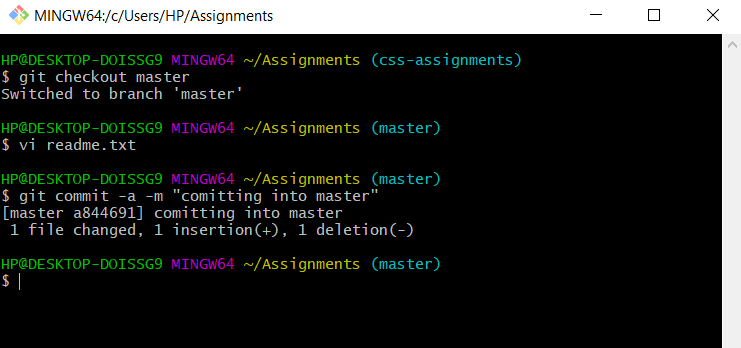 MINGW64:/c/Users/HP/Assignments
HP@DESKTOP-DOISSG9 MINGW64 ~/Assignments (css-assignments)
$ git checkout master
Switched to branch 'master'
HP@DESKTOP-DOISSG9 MINGW64 ~/Assignments (master)
$ vi readme.txt
HP@DESKTOP-DOISSG9 MINGW64 ~/Assignments (master)
$ git commit -a -m "comitting into master"
[master a844691] comitting into master
 1 file changed, 1 insertion(+), 1 deletion(-)
HP@DESKTOP-DOISSG9 MINGW64 ~/Assignments (master)
$